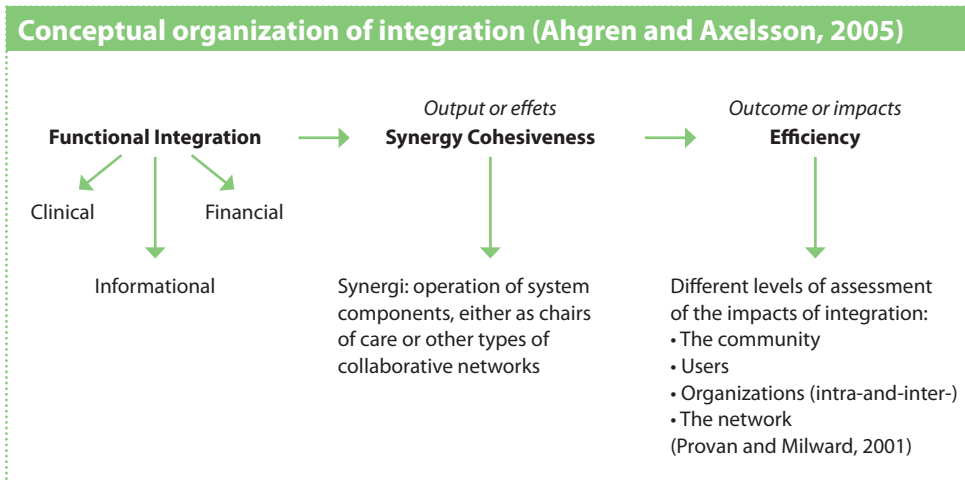 Conceptual organization of integration (Ahgren and Axelsson, 2005)
Output or effets
Outcome or impacts
Functional Integration
Synergy Cohesiveness
Efficiency
Clinical
Financial
Informational
Synergi: operation of system
components, either as chairs
of care or other types of
collaborative networks
Different levels of assessment
of the impacts of integration:
• The community
• Users
• Organizations (intra-and-inter-)
• The network
(Provan and Milward, 2001)